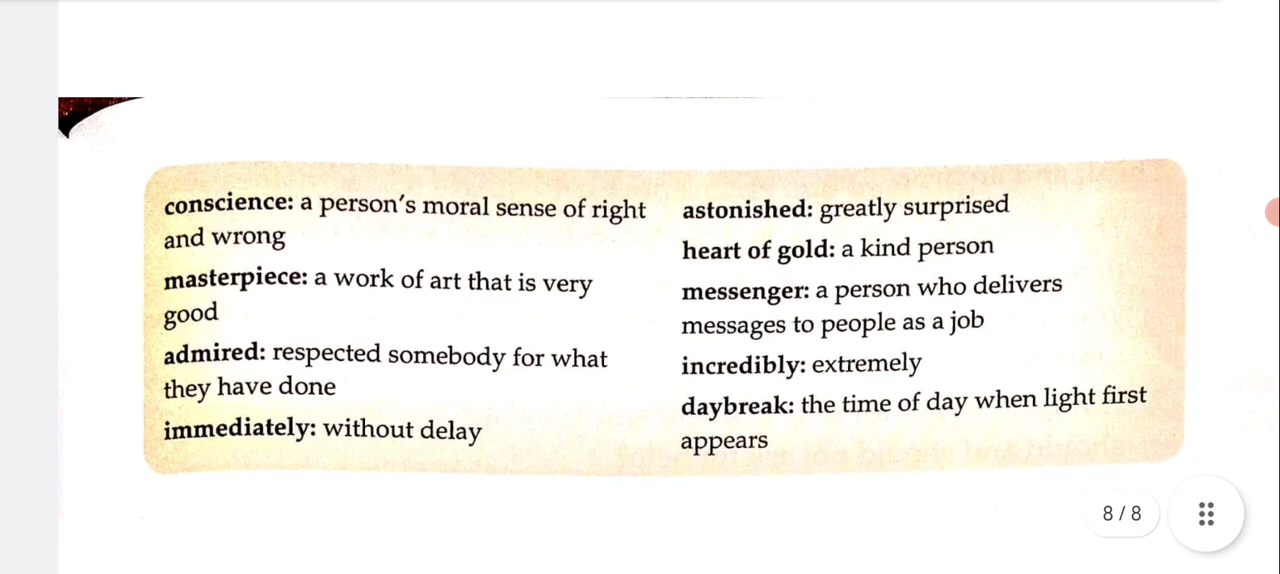 conscience: a person's moral sense of right
and wrong
masterpiece: a work of art that is very
good
admired: respected somebody for what
they have done
immediately: without delay
astonished: greatly surprised
heart of gold: a kind person
messenger: a person who delivers
messages to people as a job
incredibly: extremely
daybreak: the time of day when light first
appears
8 / 8